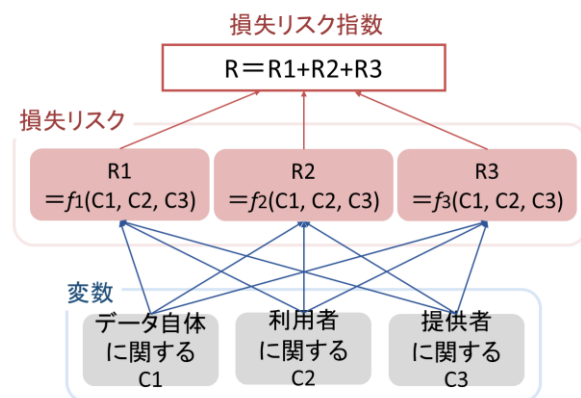 損失リスク指数
R=R1+R2+R3
損失リスク
R1
=f1(C1, C2, C3)
R2
=f2(C1, C2, C3)
R3
=f3(C1, C2, C3)
変数
データ自体
に関する
C1
利用者
に関する
C2
提供者
に関する
C3